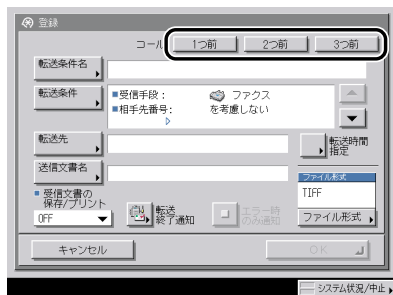 登録
コール 1つ前 2つ前 3つ前
転送条件名
転送条件
■受信手段： ファクス
■相手先番号： を考慮しない
転送先
転送時間
指定
送信文書名
■ 受信文書の
保存/プリント
OFF
転送
終了通知
エラー時
のみ通知
ファイル形式
TIFF
ファイル形式
キャンセル
OK
システム状況/中止